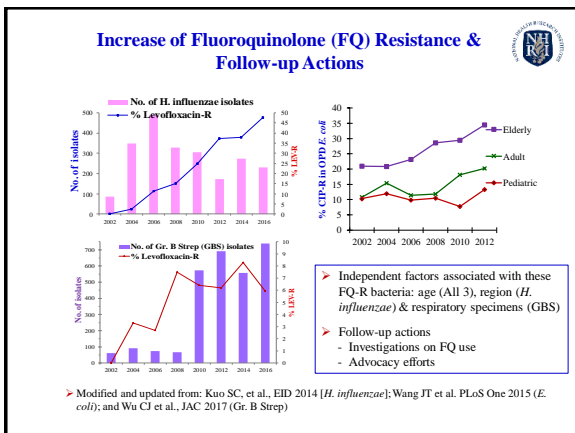 Increase of Fluoroquinolone (FQ) Resistance &
Follow-up Actions
NATIONAL HEALTH RESEARCH INSTITUTES
NHRI
No. of H. influenzae isolates
% Levofloxacin-R
No. of isolates
500
400
300
200
100
0
50
45
40
35
30
25
20
15
10
5
0
% LEV-R
2002 2004 2006 2008 2010 2012 2014 2016
% CIP-R in OPD E. coli
40
35
30
25
20
15
10
5
0
Elderly
Adult
Pediatric
2002 2004 2006 2008 2010 2012
No. of Gr. B Strep (GBS) isolates
% Levofloxacin-R
No. of isolates
700
600
500
400
300
200
100
0
10
9
8
7
6
5
4
3
2
1
0
% LEV-R
2002 2004 2006 2008 2010 2012 2014 2016
➢ Independent factors associated with these
FQ-R bacteria: age (All 3), region (H.
influenzae) & respiratory specimens (GBS)
➢ Follow-up actions
- Investigations on FQ use
- Advocacy efforts
➢ Modified and updated from: Kuo SC, et al., EID 2014 [H. influenzae]; Wang JT et al. PLoS One 2015 (E.
coli); and Wu CJ et al., JAC 2017 (Gr. B Strep)